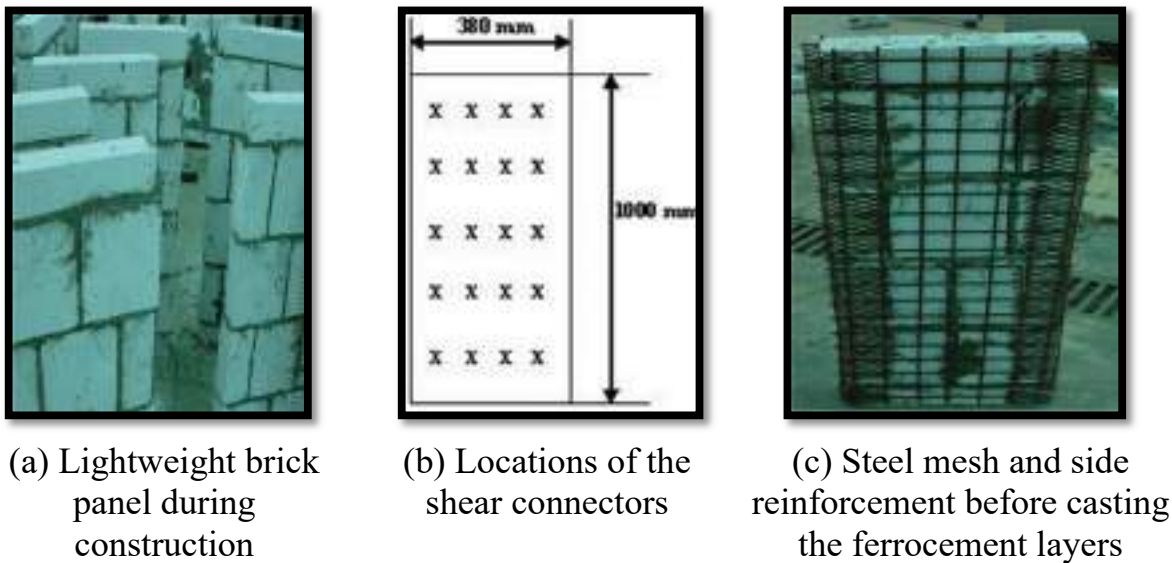 380 mm
X X X X
X X X X
1000 mm
X X X X
X X X X
X X X X
(a) Lightweight brick
panel during
construction
(b) Locations of the
shear connectors
(c) Steel mesh and side
reinforcement before casting
the ferrocement layers